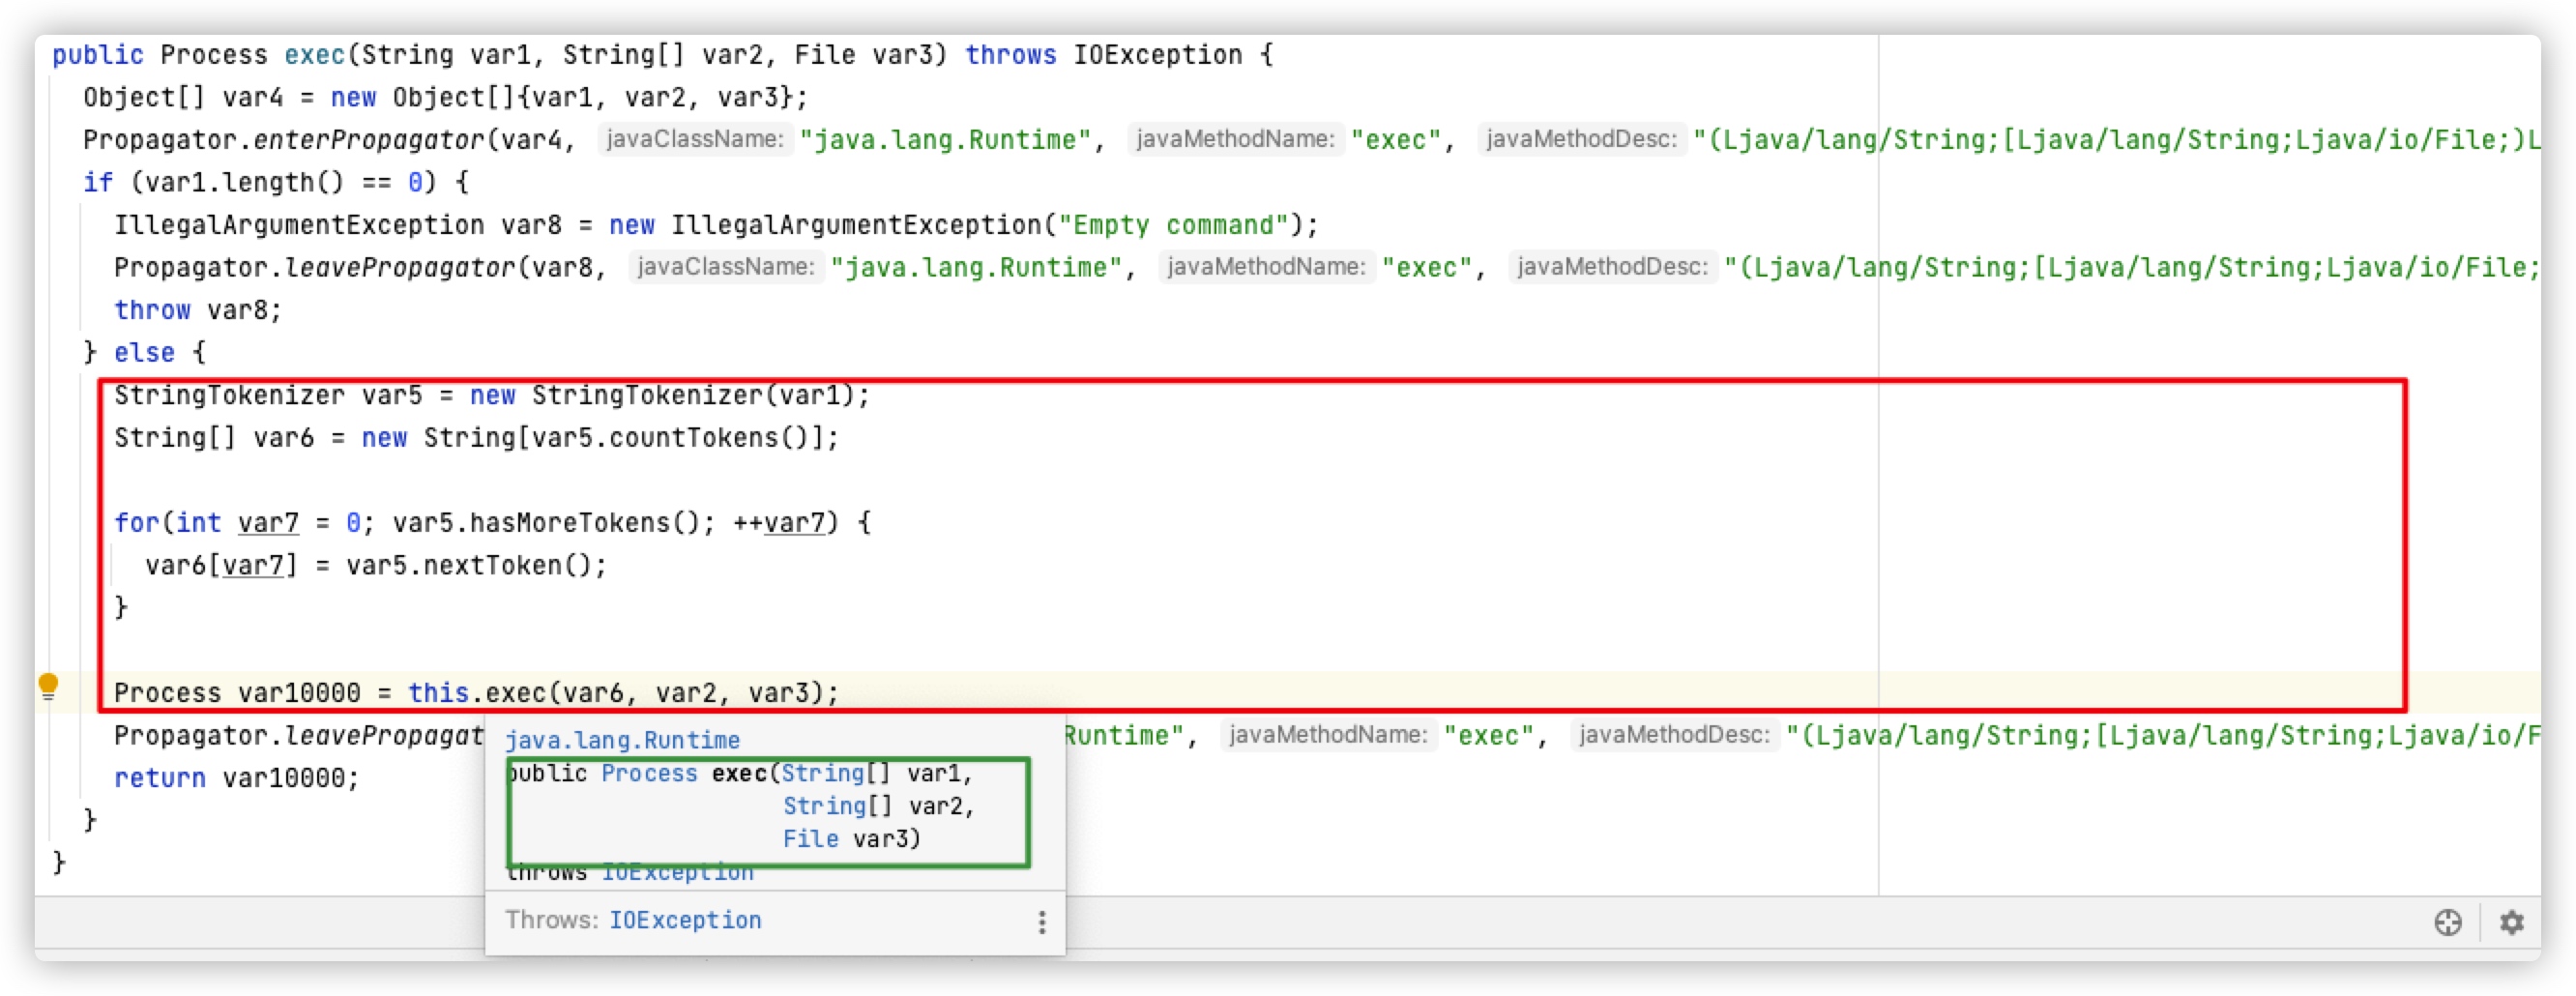 public Process exec(String var1, String[] var2, File var3) throws IOException {
Object[] var4 = new Object[]{var1, var2, var3};
Propagator.enterPropagator(var4, javaClassName: "java.lang.Runtime", javaMethodName: "exec", javaMethodDesc: "(Ljava/lang/String;[Ljava/lang/String;Ljava/io/File;)L
if (var1.length() == 0) {
IllegalArgumentException var8 = new IllegalArgumentException("Empty command");
Propagator.leavePropagator(var8, javaClassName: "java.lang.Runtime", javaMethodName: "exec", javaMethodDesc: "(Ljava/lang/String;[Ljava/lang/String;Ljava/io/File;
throw var8;
} else {
StringTokenizer var5 = new StringTokenizer(var1);
String[] var6 = new String[var5.countTokens()];
for(int var7 = 0; var5.hasMoreTokens(); ++var7) {
var6[var7] = var5.nextToken();
}
Process var10000 = this.exec(var6, var2, var3);
Propagator.leavePropagat Runtime", javaMethodName: "exec", javaMethodDesc: "(Ljava/lang/String;[Ljava/lang/String;Ljava/io/F
return var10000;
}
}
java.lang.Runtime
public Process exec(String[] var1,
String[] var2,
File var3)
throws IOException
Throws: IOException